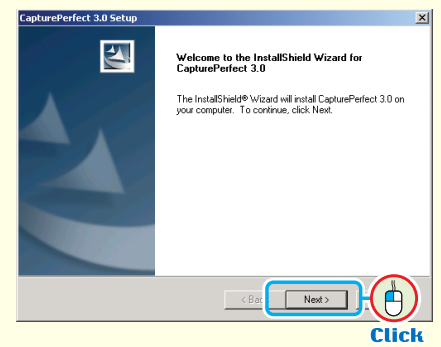 CapturePerfect 3.0 Setup
Welcome to the InstallShield Wizard for
CapturePerfect 3.0
The InstallShield® Wizard will install CapturePerfect 3.0 on
your computer. To continue, click Next.
< Bac
Next >
Click